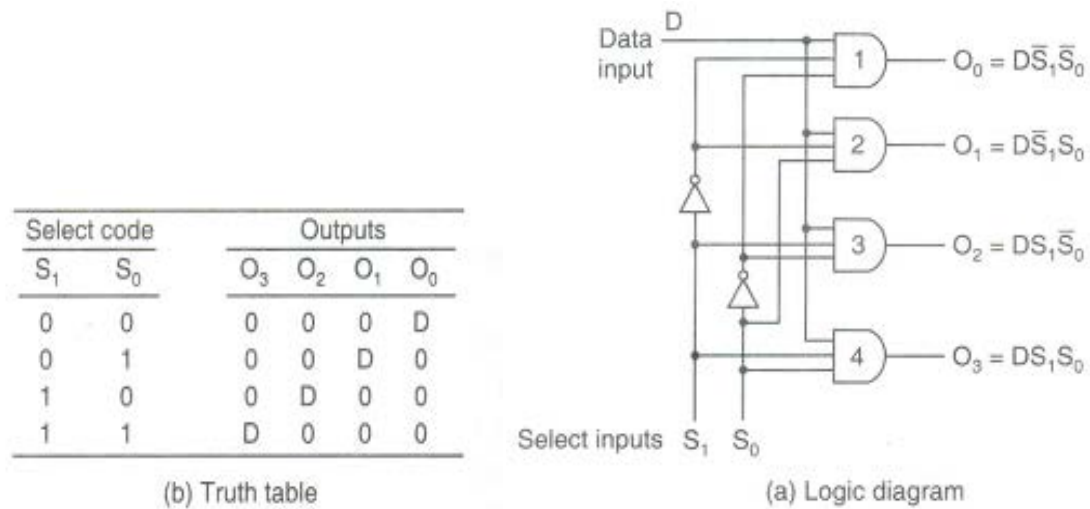 Select code Outputs
S₁ S₀ O₃ O₂ O₁ O₀
0 0 0 0 0 D
0 1 0 0 D 0
1 0 0 D 0 0
1 1 D 0 0 0
(b) Truth table
D
Data
input
1
O₀ = DS̅₁S̅₀
2
O₁ = DS̅₁S₀
3
O₂ = DS₁S̅₀
4
O₃ = DS₁S₀
Select inputs S₁ S₀
(a) Logic diagram